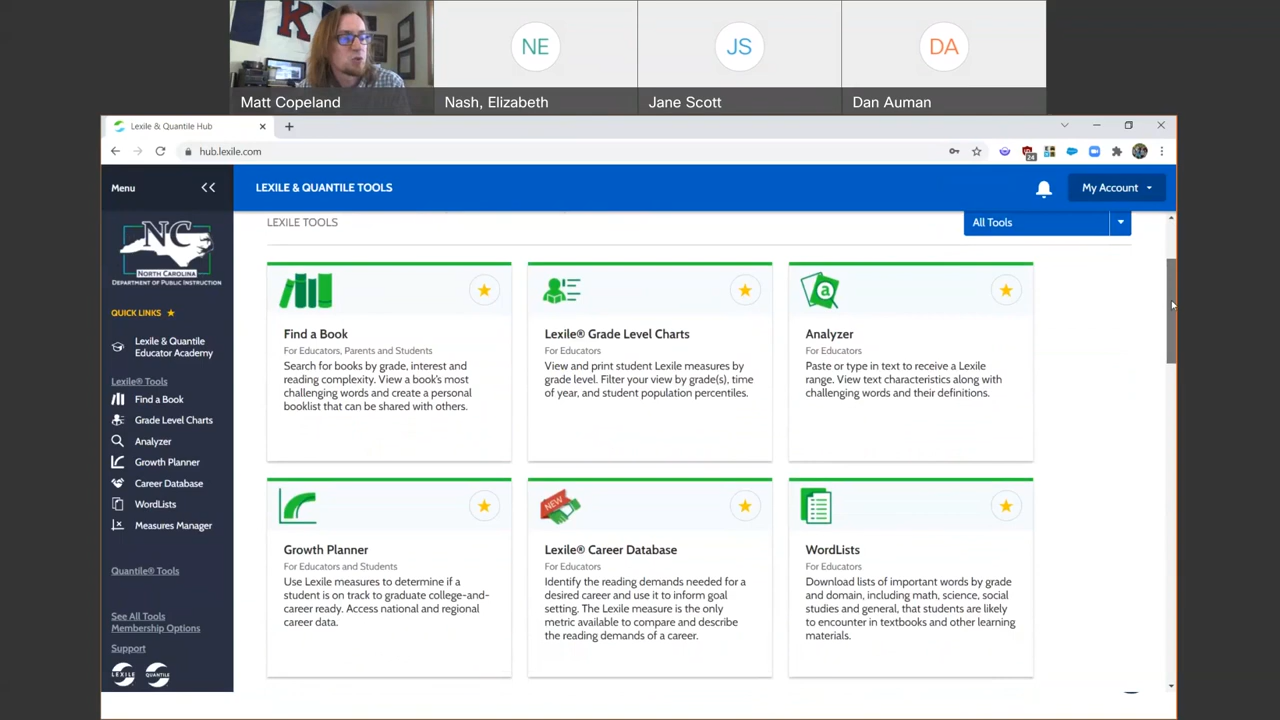 K
NE
JS
DA
Matt Copeland
Nash, Elizabeth
Jane Scott
Dan Auman
Lexile & Quantile Hub
hub.lexile.com
24
Menu
LEXILE & QUANTILE TOOLS
My Account
NC
NORTH CAROLINA
DEPARTMENT OF PUBLIC INSTRUCTION
QUICK LINKS
Lexile & Quantile
Educator Academy
Lexile® Tools
Find a Book
Grade Level Charts
Analyzer
Growth Planner
Career Database
WordLists
Measures Manager
Quantile® Tools
See All Tools
Membership Options
Support
LEXILE
QUANTILE
LEXILE TOOLS
All Tools
Find a Book
For Educators, Parents and Students
Search for books by grade, interest and
reading complexity. View a book's most
challenging words and create a personal
booklist that can be shared with others.
Lexile® Grade Level Charts
For Educators
View and print student Lexile measures by
grade level. Filter your view by grade(s), time
of year, and student population percentiles.
a
Analyzer
For Educators
Paste or type in text to receive a Lexile
range. View text characteristics along with
challenging words and their definitions.
Growth Planner
For Educators and Students
Use Lexile measures to determine if a
student is on track to graduate college-and-
career ready. Access national and regional
career data.
NEW
Lexile® Career Database
For Educators
Identify the reading demands needed for a
desired career and use it to inform goal
setting. The Lexile measure is the only
metric available to compare and describe
the reading demands of a career.
WordLists
For Educators
Download lists of important words by grade
and domain, including math, science, social
studies and general, that students are likely
to encounter in textbooks and other learning
materials.